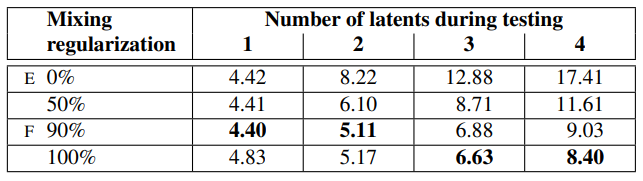 Mixing Number of latents during testing
regularization 1 2 3 4
E 0% 4.42 8.22 12.88 17.41
50% 4.41 6.10 8.71 11.61
F 90% 4.40 5.11 6.88 9.03
100% 4.83 5.17 6.63 8.40